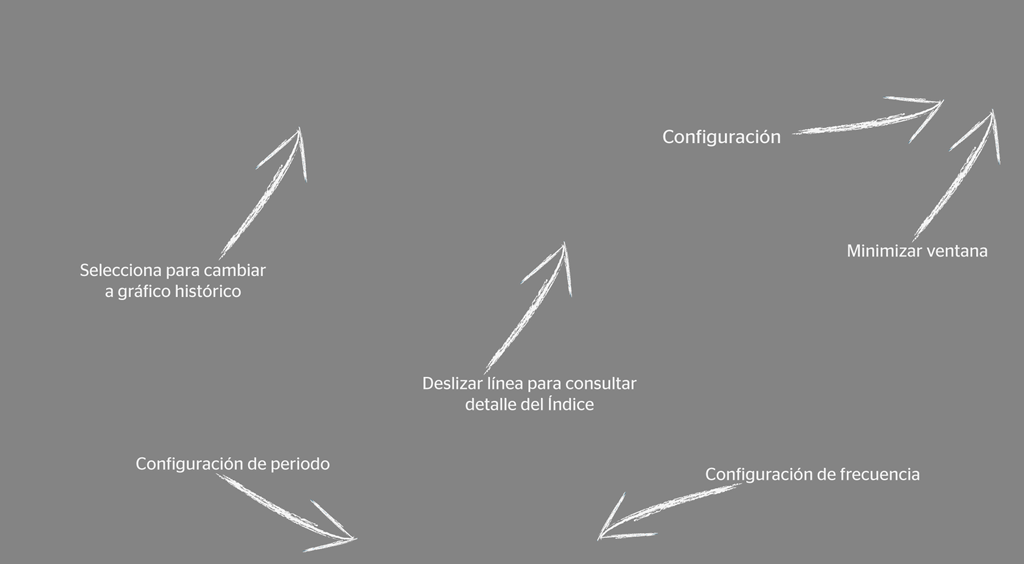 Configuración
Minimizar ventana
Selecciona para cambiar
a gráfico histórico
Deslizar línea para consultar
detalle del Índice
Configuración de periodo
Configuración de frecuencia